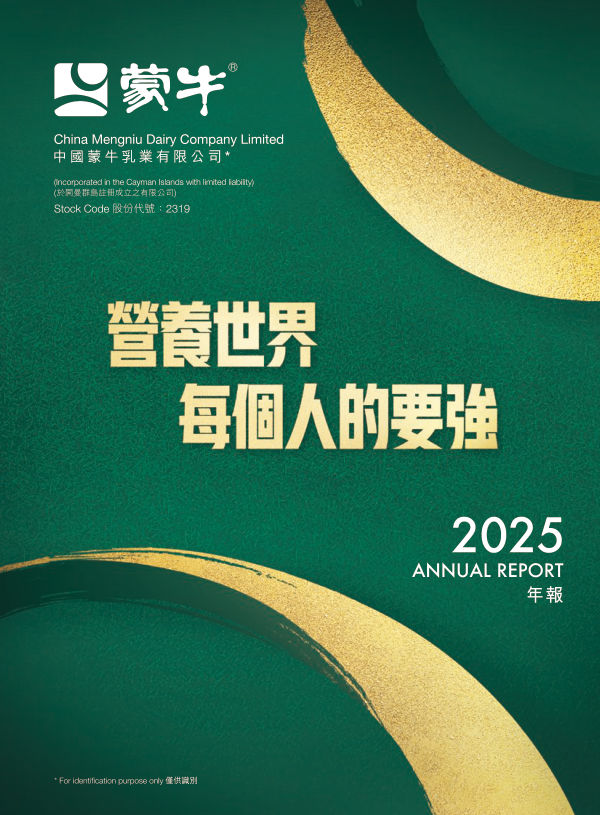 蒙牛®
China Mengniu Dairy Company Limited
中國蒙牛乳業有限公司*
(Incorporated in the Cayman Islands with limited liability)
(於開曼群島註冊成立之有限公司)
Stock Code 股份代號：2319
營養世界
每個人的要強
2025
ANNUAL REPORT
年報
* For identification purpose only 僅供識別